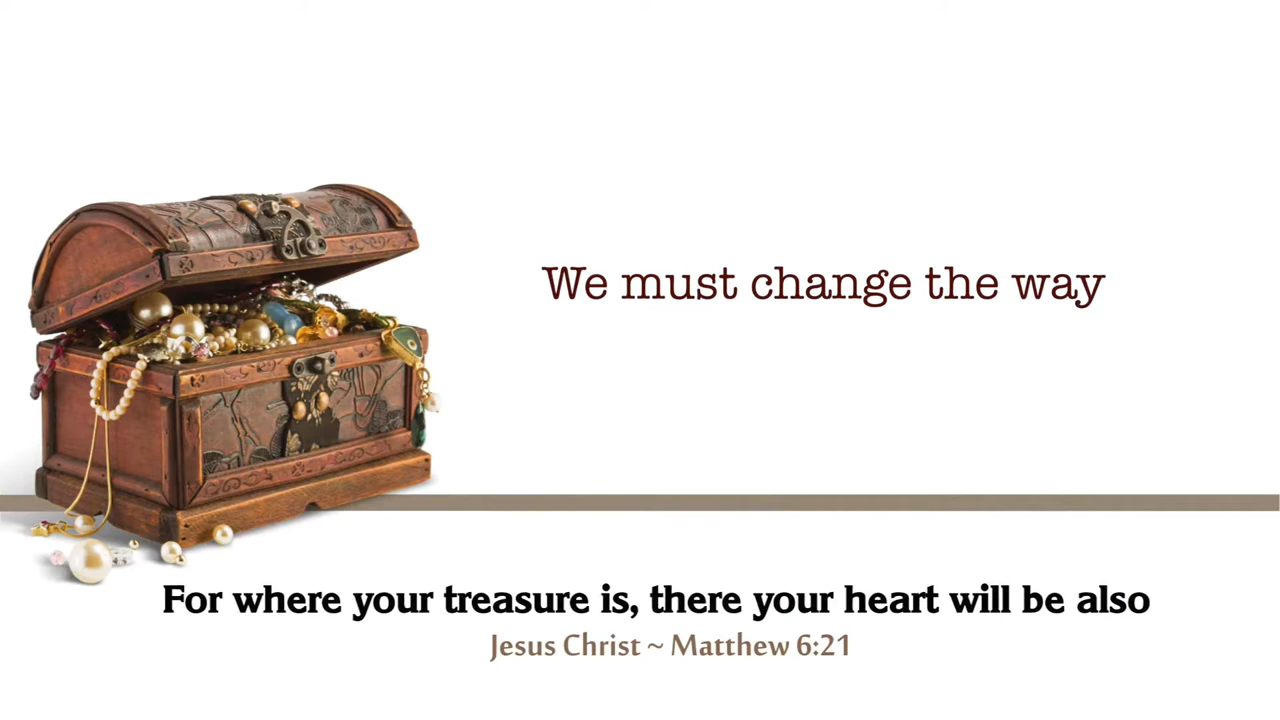 We must change the way
For where your treasure is, there your heart will be also
Jesus Christ ~ Matthew 6:21